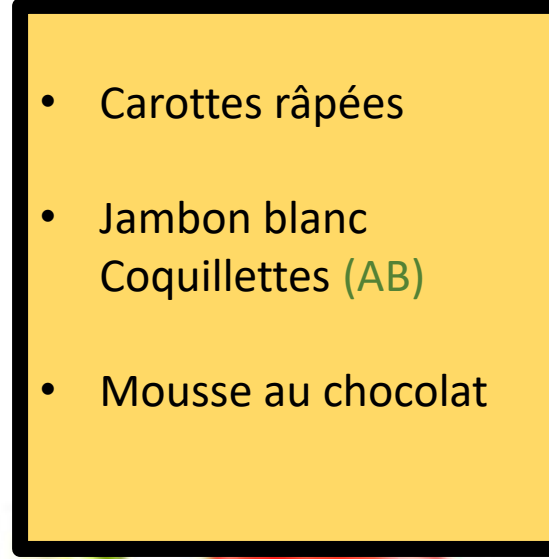 • Carottes râpées
• Jambon blanc
Coquillettes (AB)
• Mousse au chocolat